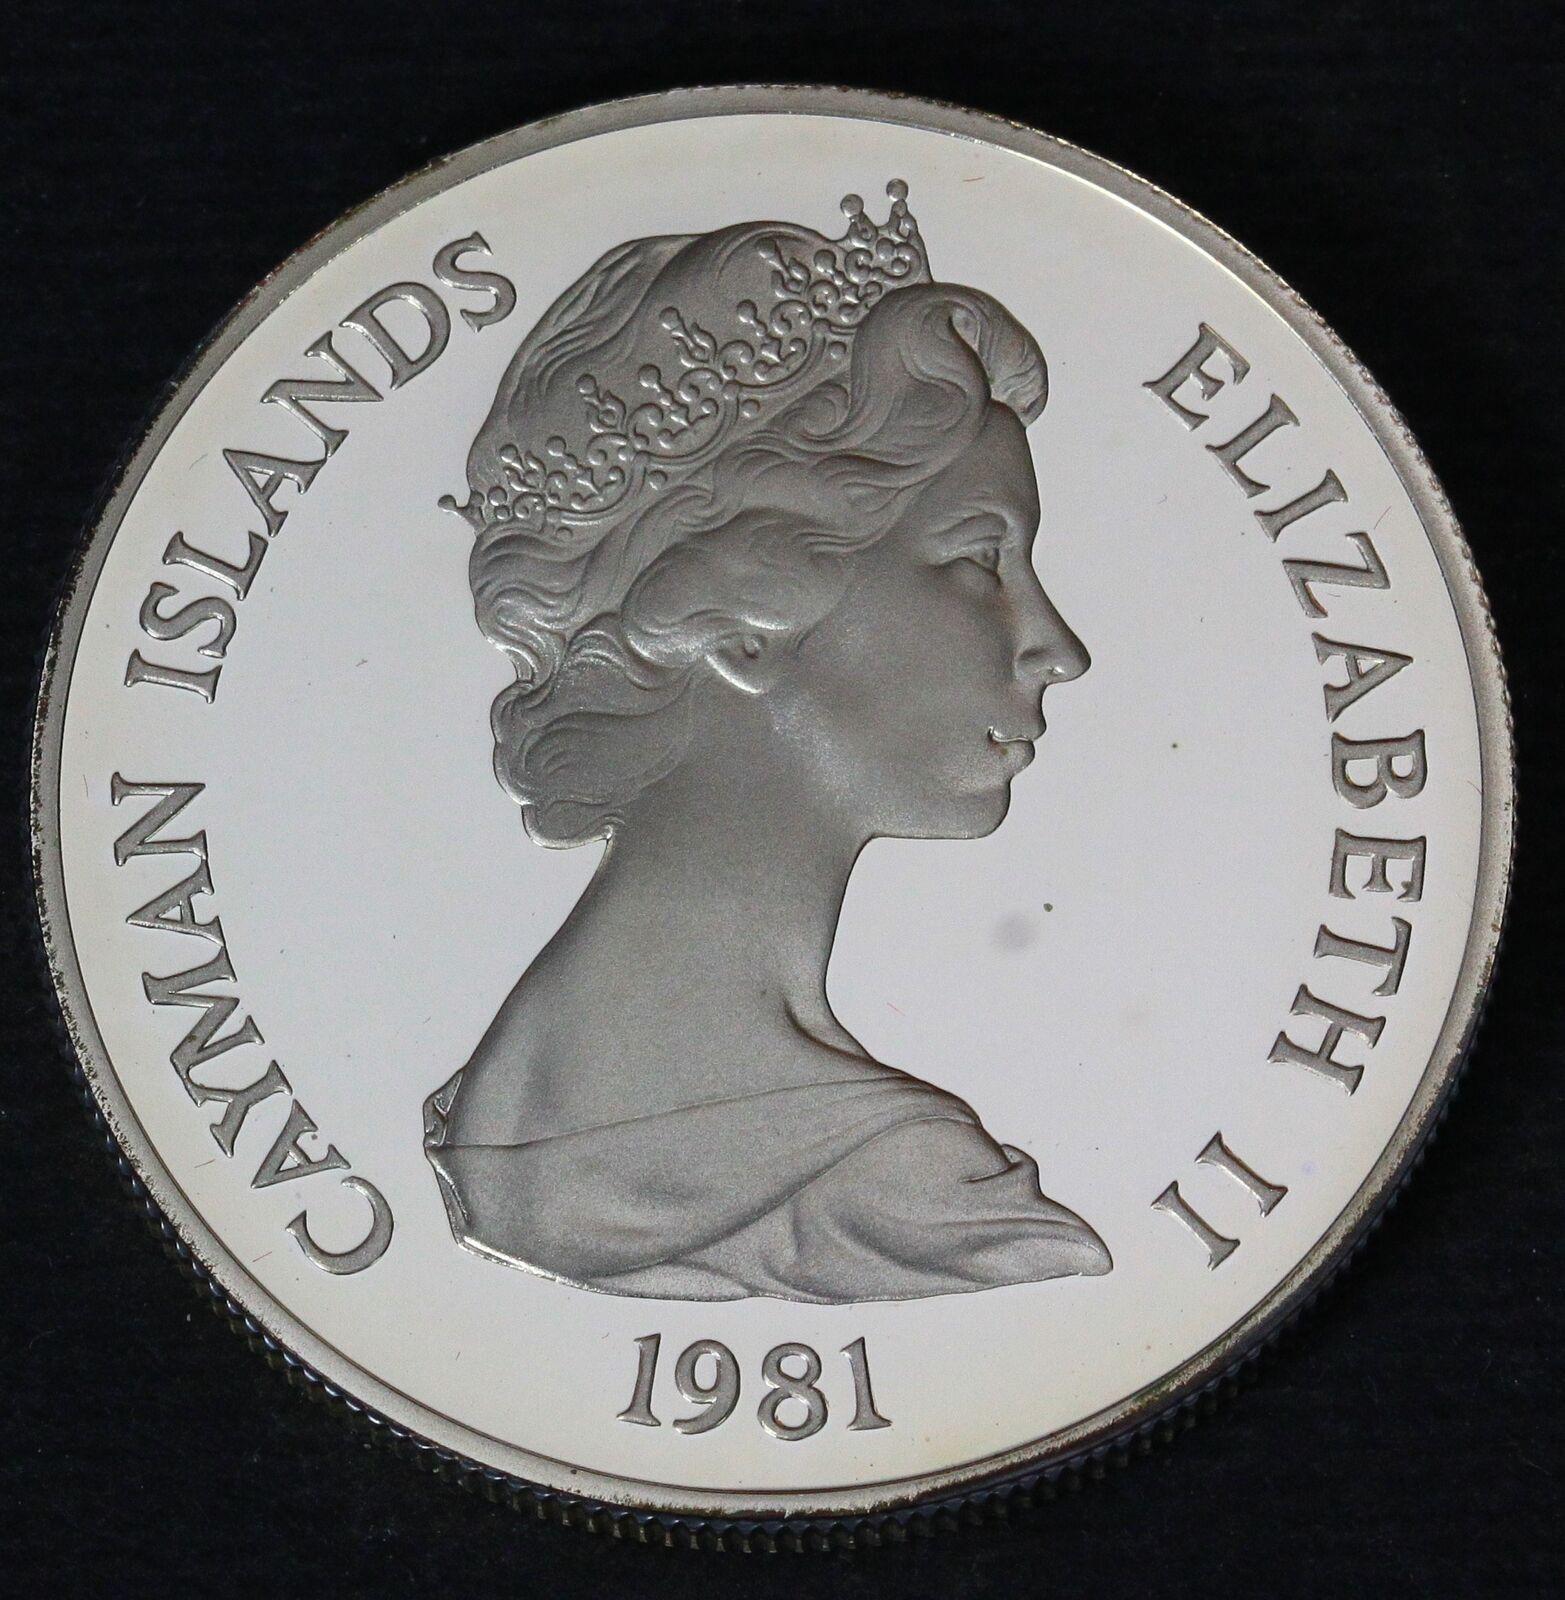 CAYMAN ISLANDS
ELIZABETH II
1981